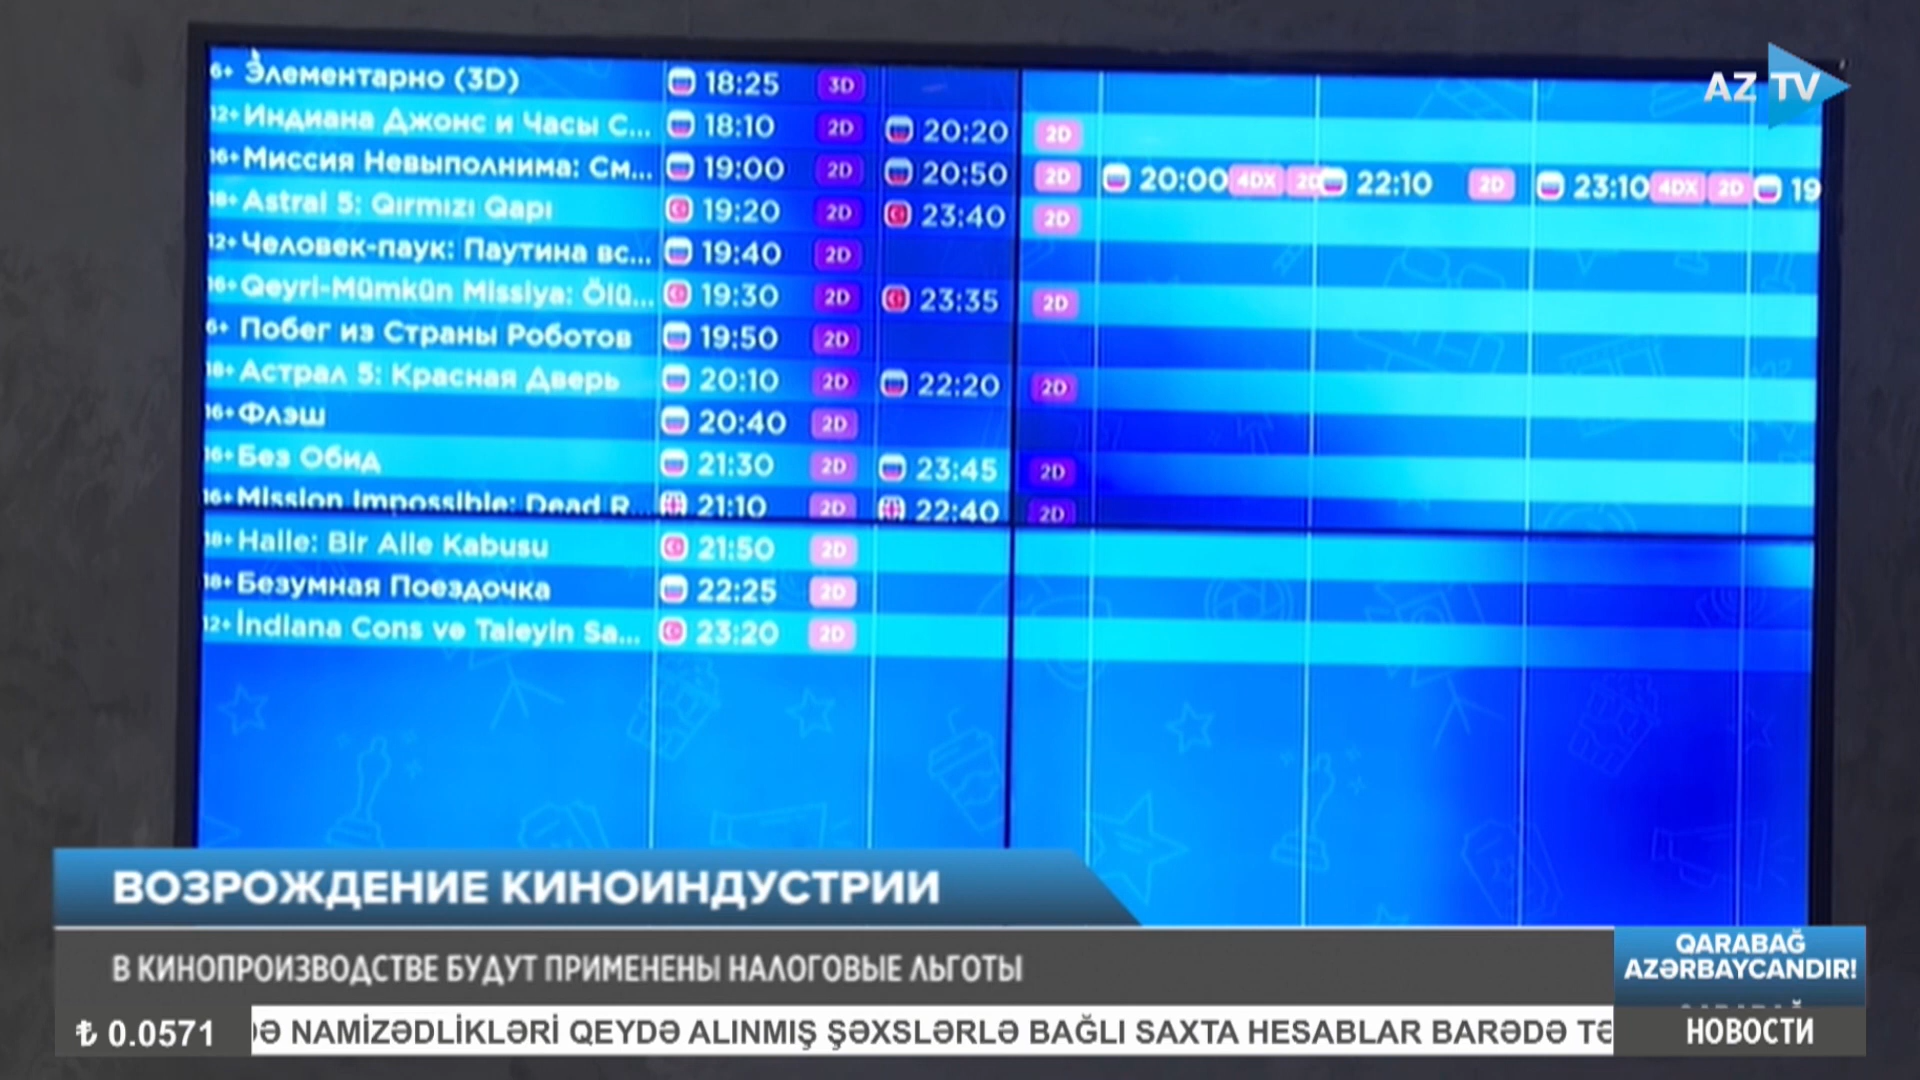 AZ TV
6+ Элементарно (3D) 18:25 3D
12+ Индиана Джонс и Часы С... 18:10 2D 20:20 2D
16+ Миссия Невыполнима: См... 19:00 2D 20:50 2D 20:00 4DX 2D 22:10 2D 23:10 4DX 2D 19
18+ Astral 5: Qırmızı Qapı 19:20 2D 23:40 2D
12+ Человек-паук: Паутина вс... 19:40 2D
16+ Qeyri-Mümkün Missiya: Ölü... 19:30 2D 23:35 2D
6+ Побег из Страны Роботов 19:50 2D
18+ Астрал 5: Красная Дверь 20:10 2D 22:20 2D
16+ Флэш 20:40 2D
16+ Без Обид 21:30 2D 23:45 2D
16+ Mission Impossible: Dead R... 21:10 2D 22:40 2D
18+ Halle: Bir Aile Kabusu 21:50 2D
18+ Безумная Поездочка 22:25 2D
12+ İndiana Cons ve Taleyin Sa... 23:20 2D
ВОЗРОЖДЕНИЕ КИНОИНДУСТРИИ
В КИНОПРОИЗВОДСТВЕ БУДУТ ПРИМЕНЕНЫ НАЛОГОВЫЕ ЛЬГОТЫ
QARABAĞ
AZƏRBAYCANDIR!
₺ 0.0571
Ə NAMİZƏDLİKLƏRİ QEYDƏ ALINMIŞ ŞƏXSLƏRLƏ BAĞLI SAXTA HESABLAR BARƏDƏ TƏ
НОВОСТИ